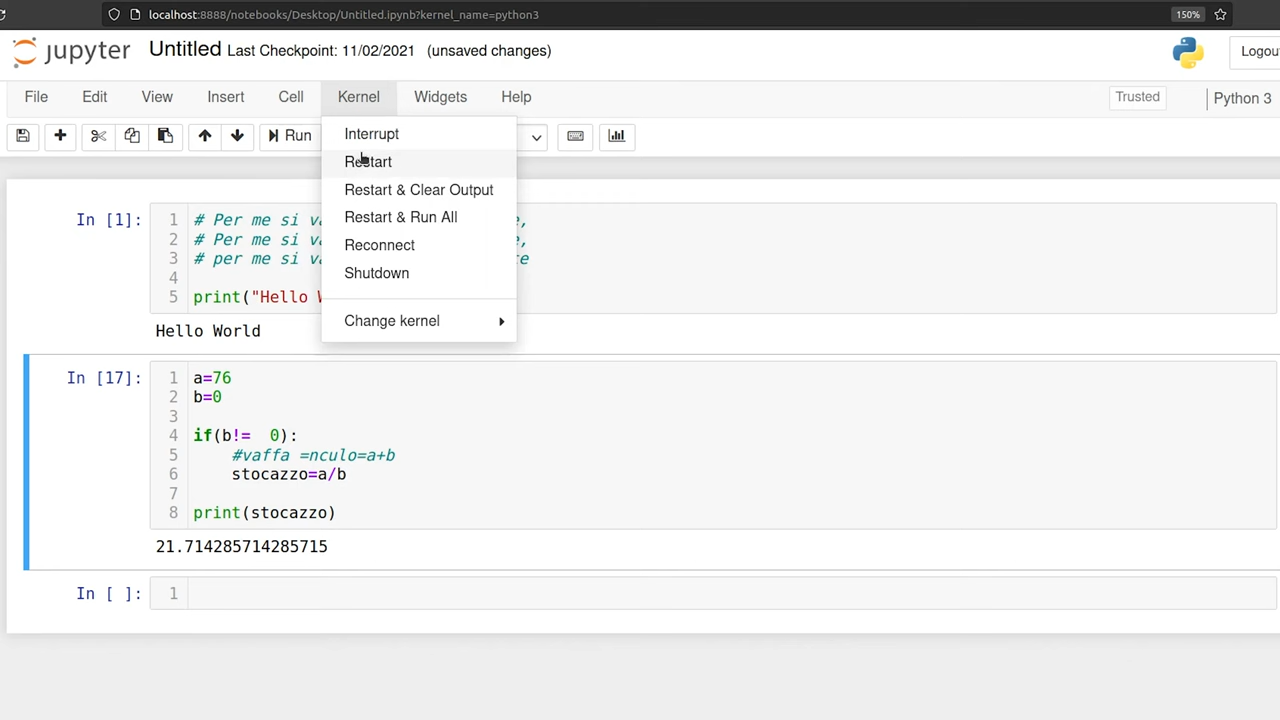 localhost:8888/notebooks/Desktop/Untitled.ipynb?kernel_name=python3 150%
jupyter Untitled Last Checkpoint: 11/02/2021 (unsaved changes) Logou
File Edit View Insert Cell Kernel Widgets Help Trusted Python 3
Run
Interrupt
Restart
Restart & Clear Output
Restart & Run All
Reconnect
Shutdown
Change kernel
In [1]:
1 # Per me si va e,
2 # Per me si va e,
3 # per me si va te
4
5 print("Hello W
Hello World
In [17]:
1 a=76
2 b=0
3
4 if(b!=  0):
5 #vaffa =nculo=a+b
6 stocazzo=a/b
7
8 print(stocazzo)
21.714285714285715
In [ ]: 1